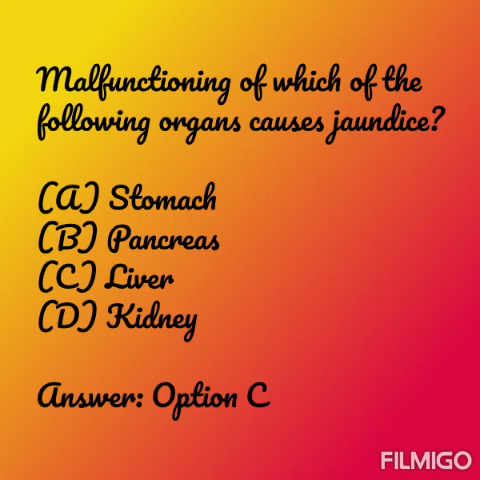 Malfunctioning of which of the
following organs causes jaundice?
(A) Stomach
(B) Pancreas
(C) Liver
(D) Kidney
Answer: Option C
FILMIGO